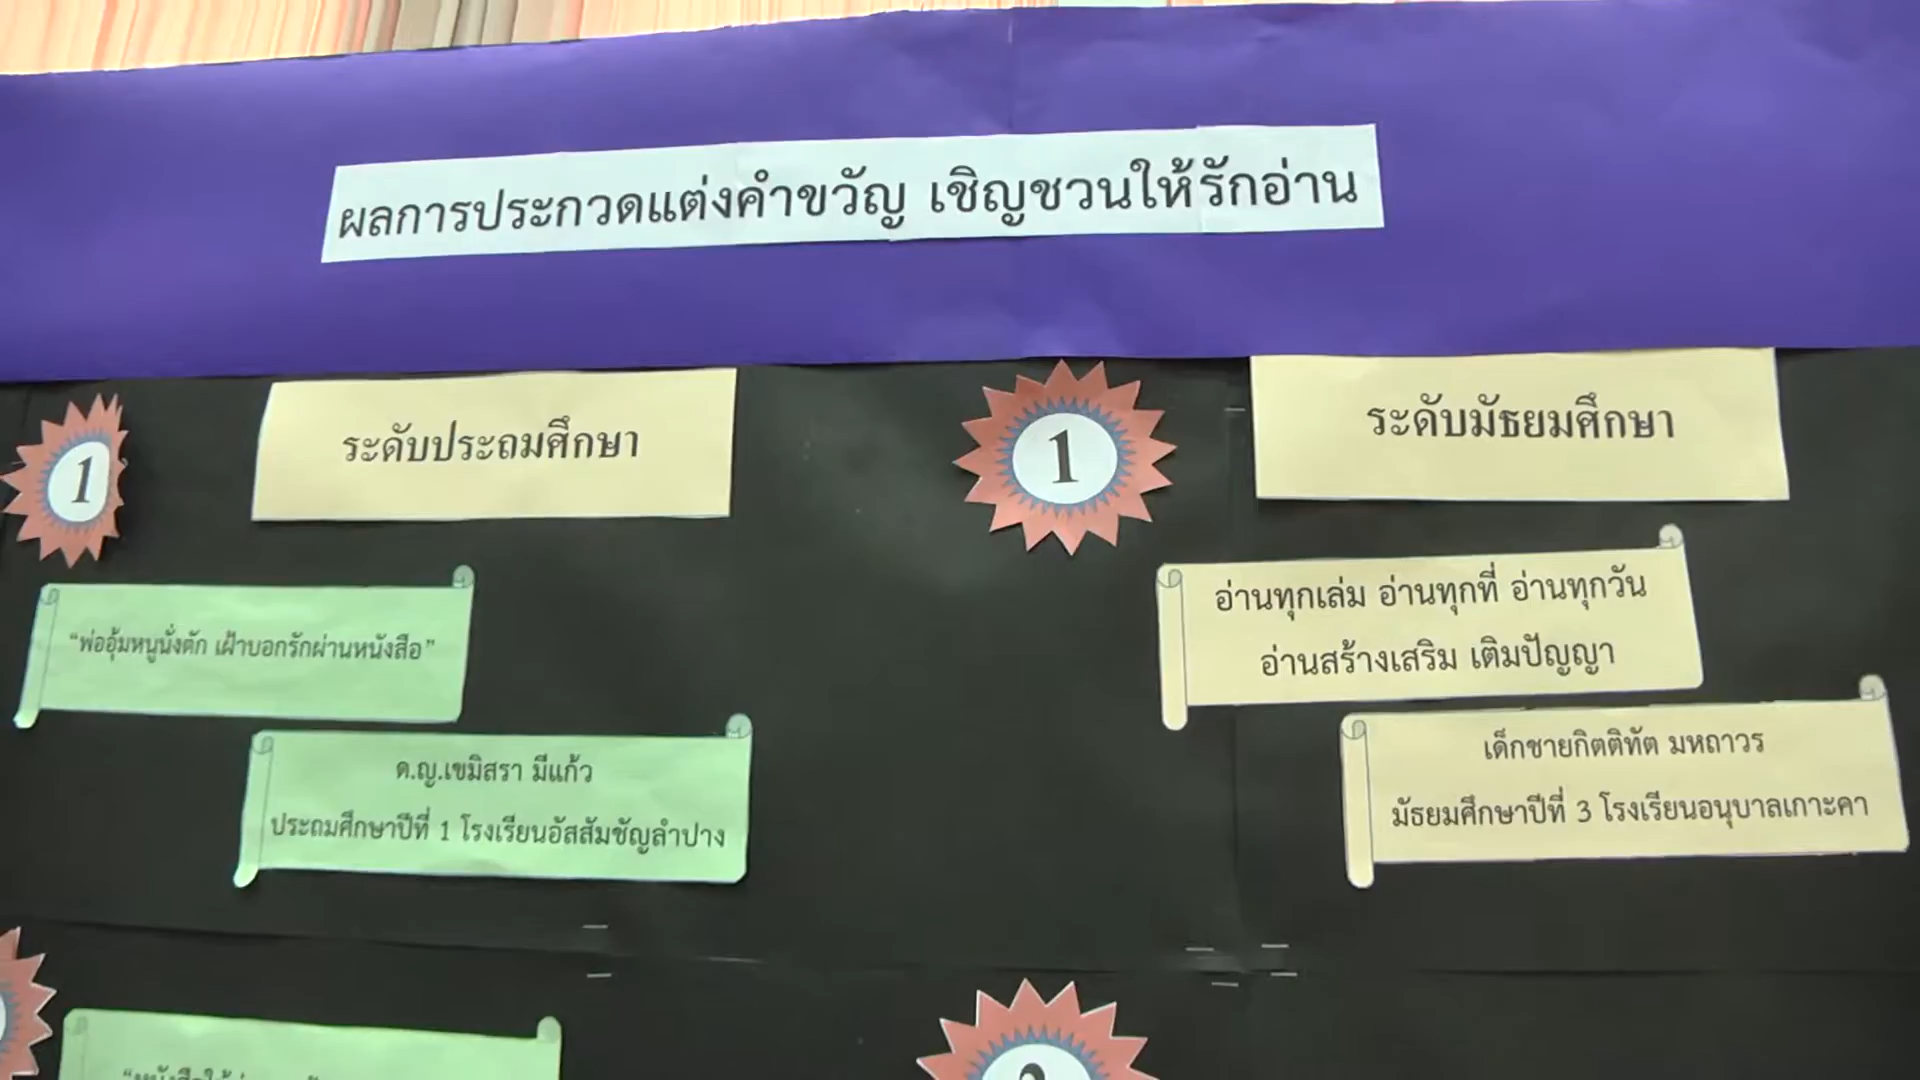 ผลการประกวดแต่งคำขวัญ เชิญชวนให้รักอ่าน
1
ระดับประถมศึกษา
“พ่ออุ้มหนูนั่งตัก เฝ้าบอกรักผ่านหนังสือ”
ด.ญ.เขมิสรา มีแก้ว
ประถมศึกษาปีที่ 1 โรงเรียนอัสสัมชัญลำปาง
1
ระดับมัธยมศึกษา
อ่านทุกเล่ม อ่านทุกที่ อ่านทุกวัน
อ่านสร้างเสริม เติมปัญญา
เด็กชายกิตติทัต มหถาวร
มัธยมศึกษาปีที่ 3 โรงเรียนอนุบาลเกาะคา
2